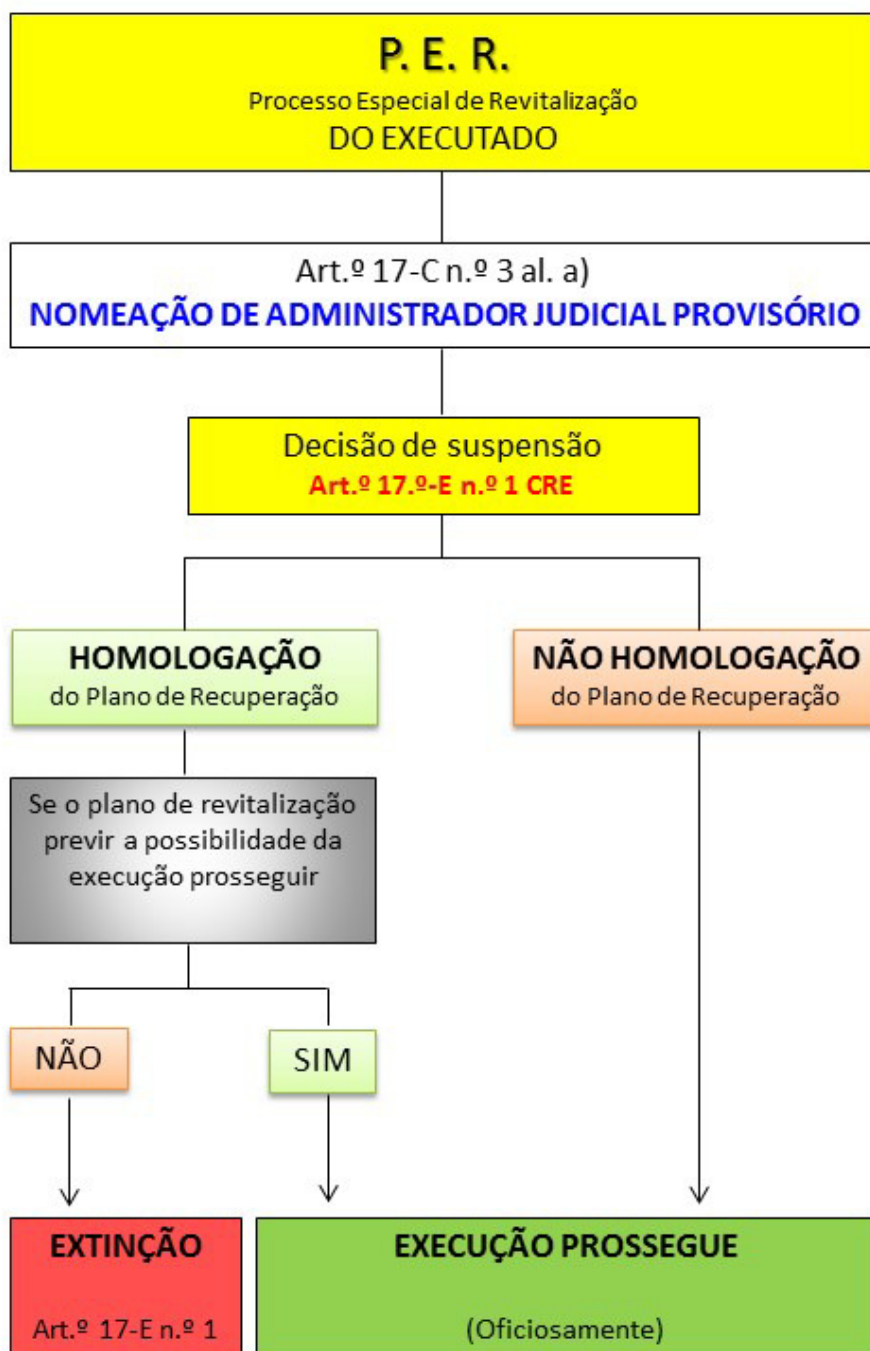 P. E. R.
Processo Especial de Revitalização
DO EXECUTADO
Art.º 17-C n.º 3 al. a)
NOMEAÇÃO DE ADMINISTRADOR JUDICIAL PROVISÓRIO
Decisão de suspensão
Art.º 17.º-E n.º 1 CRE
HOMOLOGAÇÃO
do Plano de Recuperação
NÃO HOMOLOGAÇÃO
do Plano de Recuperação
Se o plano de revitalização
previr a possibilidade da
execução prosseguir
NÃO
SIM
EXTINÇÃO
Art.º 17-E n.º 1
EXECUÇÃO PROSSEGUE
(Oficiosamente)